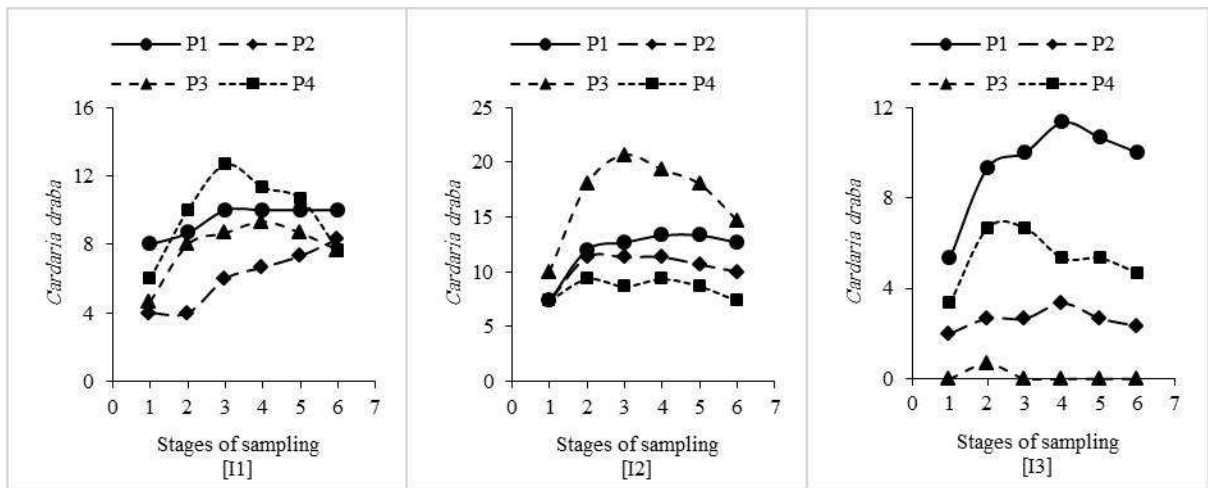 P1 P2
P3 P4
16
12
8
4
0
Cardaria draba
0 1 2 3 4 5 6 7
Stages of sampling
[I1]
P1 P2
P3 P4
25
20
15
10
5
0
Cardaria draba
0 1 2 3 4 5 6 7
Stages of sampling
[I2]
P1 P2
P3 P4
12
8
4
0
Cardaria draba
0 1 2 3 4 5 6 7
Stages of sampling
[I3]